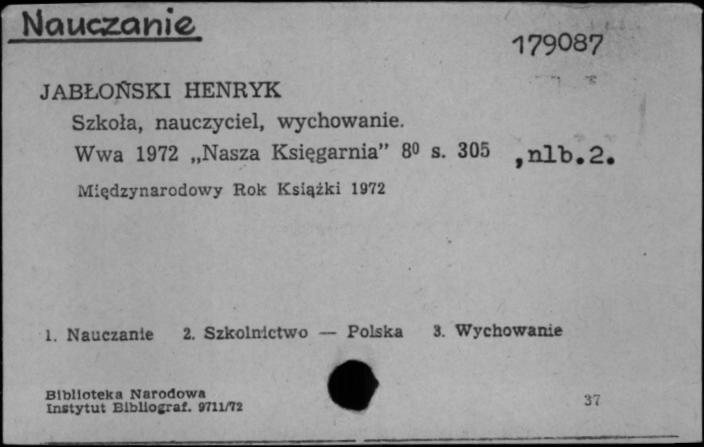 Nauczanie
179087
JABŁOŃSKI HENRYK
Szkoła, nauczyciel, wychowanie.
Wwa 1972 „Nasza Księgarnia” 8⁰ s. 305 , nlb. 2.
Międzynarodowy Rok Książki 1972
1. Nauczanie 2. Szkolnictwo — Polska 3. Wychowanie
Biblioteka Narodowa
Instytut Bibliograf. 9711/72
37